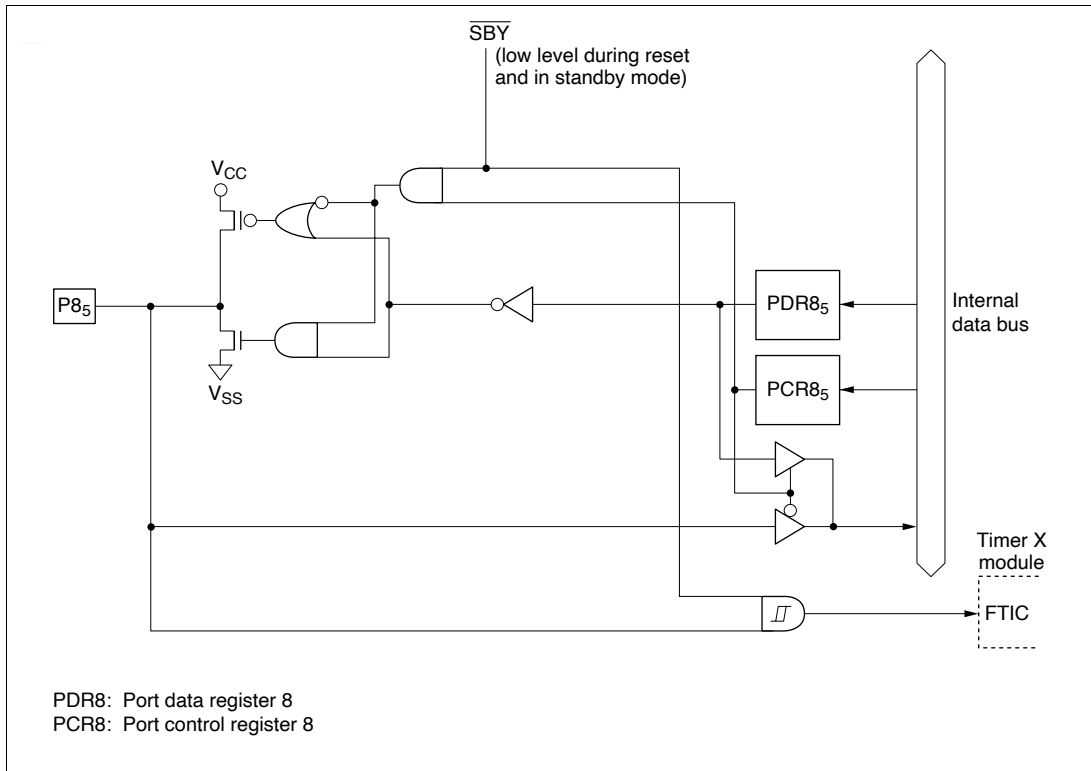 SBY
(low level during reset
and in standby mode)
VCC
P85
VSS
PDR85
PCR85
Internal
data bus
Timer X
module
FTIC
PDR8: Port data register 8
PCR8: Port control register 8